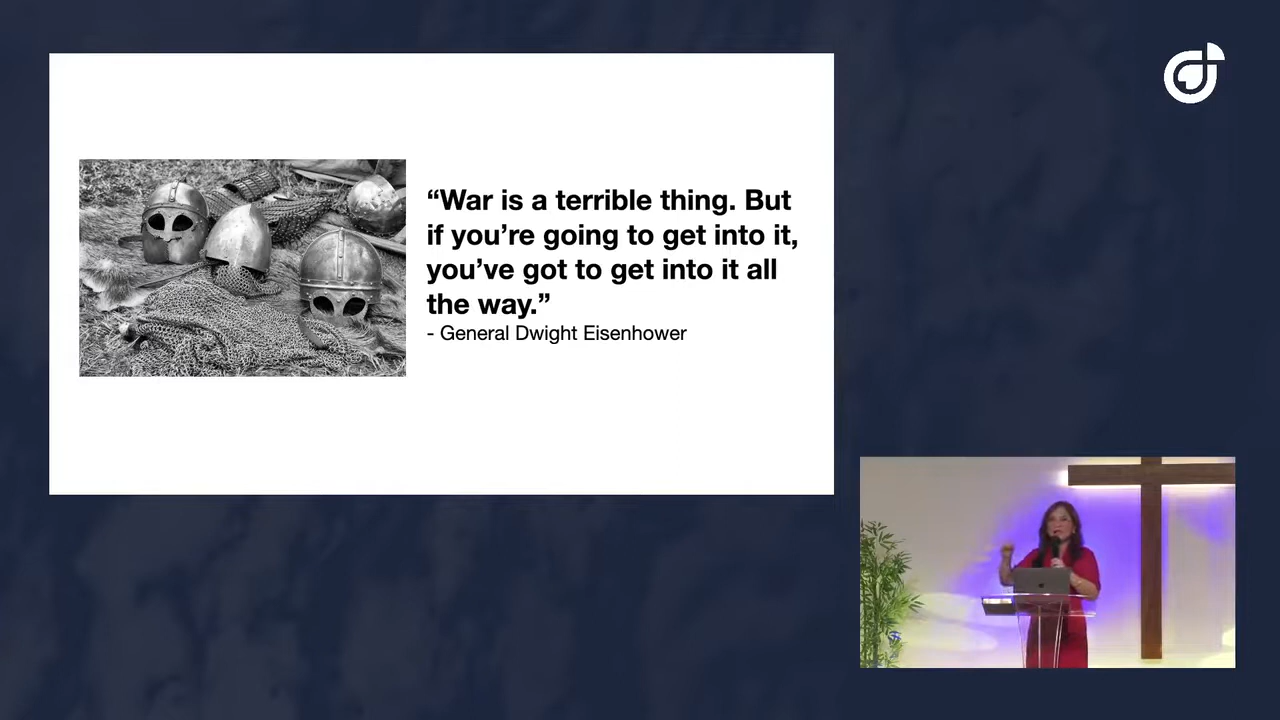 “War is a terrible thing. But
if you’re going to get into it,
you’ve got to get into it all
the way.”
- General Dwight Eisenhower